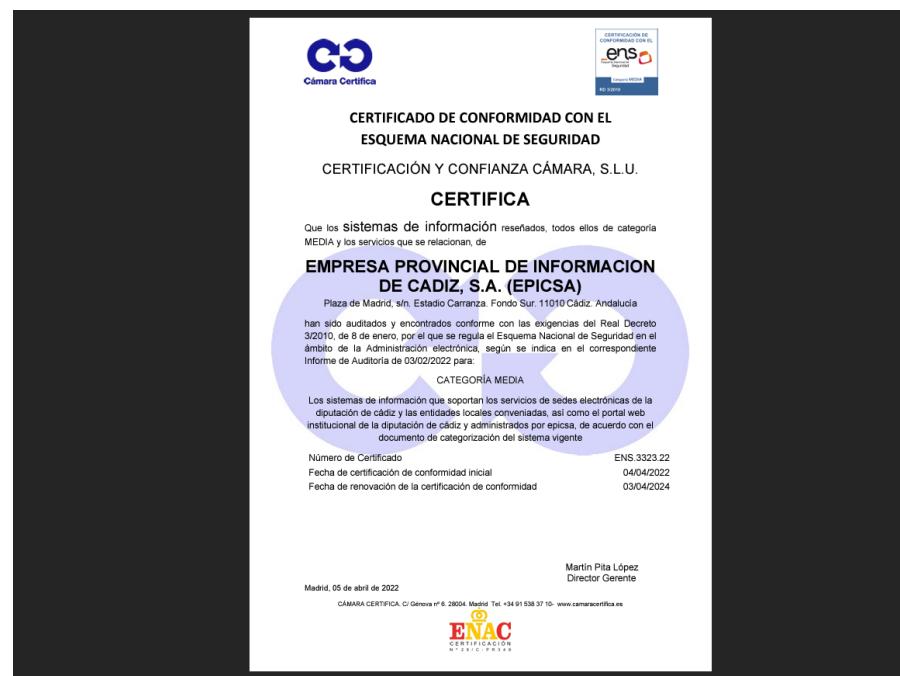 Cámara Certifica
CERTIFICACIÓN DE
CONFORMIDAD CON EL
ens
Esquema Nacional de
Seguridad
Categoría MEDIA
RD 3/2010
CERTIFICADO DE CONFORMIDAD CON EL
ESQUEMA NACIONAL DE SEGURIDAD
CERTIFICACIÓN Y CONFIANZA CÁMARA, S.L.U.
CERTIFICA
Que los sistemas de información reseñados, todos ellos de categoría
MEDIA y los servicios que se relacionan, de
EMPRESA PROVINCIAL DE INFORMACION
DE CADIZ, S.A. (EPICSA)
Plaza de Madrid, s/n. Estadio Carranza. Fondo Sur. 11010 Cádiz. Andalucía
han sido auditados y encontrados conforme con las exigencias del Real Decreto
3/2010, de 8 de enero, por el que se regula el Esquema Nacional de Seguridad en el
ámbito de la Administración electrónica, según se indica en el correspondiente
Informe de Auditoría de 03/02/2022 para:
CATEGORÍA MEDIA
Los sistemas de información que soportan los servicios de sedes electrónicas de la
diputación de cádiz y las entidades locales conveniadas, así como el portal web
institucional de la diputación de cádiz y administrados por epicsa, de acuerdo con el
documento de categorización del sistema vigente
Número de Certificado ENS.3323.22
Fecha de certificación de conformidad inicial 04/04/2022
Fecha de renovación de la certificación de conformidad 03/04/2024
Martín Pita López
Director Gerente
Madrid, 05 de abril de 2022
CÁMARA CERTIFICA. C/ Génova nº 6. 28004. Madrid Tel. +34 91 538 37 10- www.camaracertifica.es
ENAC
CERTIFICACIÓN
Nº 28/C-PR348